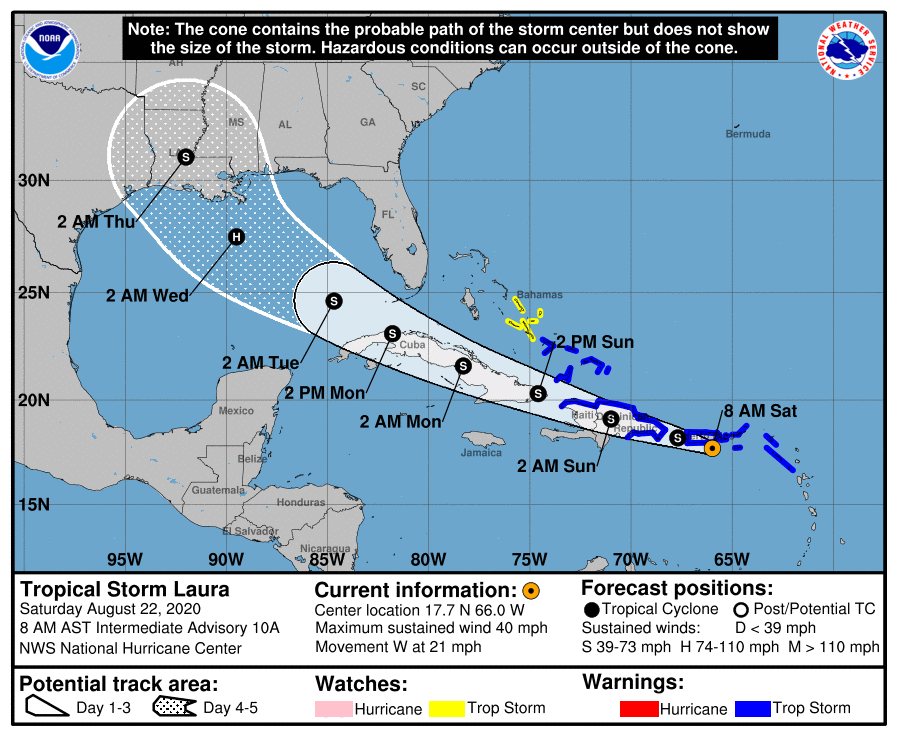 Note: The cone contains the probable path of the storm center but does not show
the size of the storm. Hazardous conditions can occur outside of the cone.
NOAA
NATIONAL WEATHER SERVICE
AR
SC
MS
AL
GA
Bermuda
LA
30N
FL
2 AM Thu
2 AM Wed
25N
Bahamas
2 PM Sun
Cuba
2 AM Tue
2 PM Mon
20N
Mexico
2 AM Mon
Haiti
Dominican
Republic
8 AM Sat
Jamaica
2 AM Sun
Belize
Guatemala
Honduras
15N
El Salvador
Nicaragua
95W 90W 85W 80W 75W 70W 65W
S
H
S
S
S
S
S
S
Tropical Storm Laura
Saturday August 22, 2020
8 AM AST Intermediate Advisory 10A
NWS National Hurricane Center
Current information:
Center location 17.7 N 66.0 W
Maximum sustained wind 40 mph
Movement W at 21 mph
Forecast positions:
Tropical Cyclone Post/Potential TC
Sustained winds: D < 39 mph
S 39-73 mph H 74-110 mph M > 110 mph
Potential track area:
Day 1-3 Day 4-5
Watches:
Hurricane Trop Storm
Warnings:
Hurricane Trop Storm